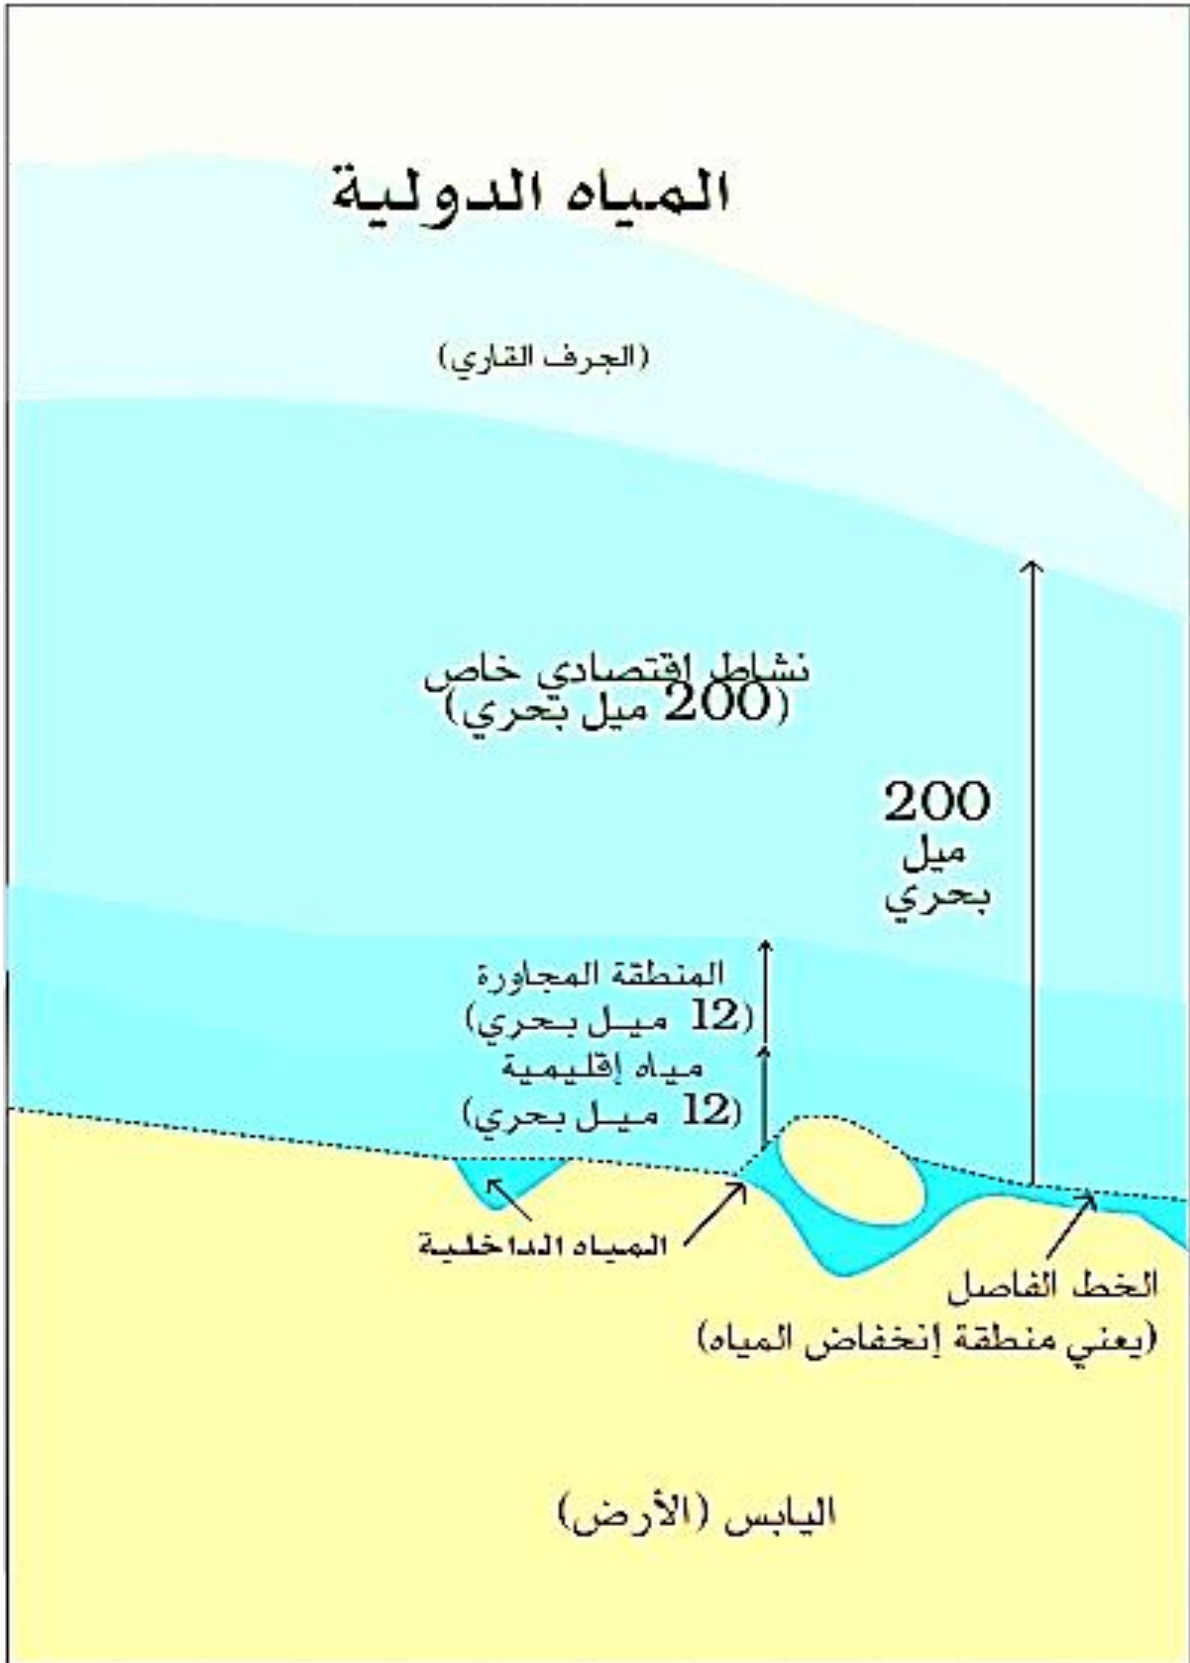 المياه الدولية
(الجرف القاري)
نشاط اقتصادي خاص
(200 ميل بحري)
200
ميل
بحري
المنطقة المجاورة
(12 ميل بحري)
مياه إقليمية
(12 ميل بحري)
المياه الداخلية
الخط الفاصل
(يعني منطقة إنخفاض المياه)
اليابس (الأرض)